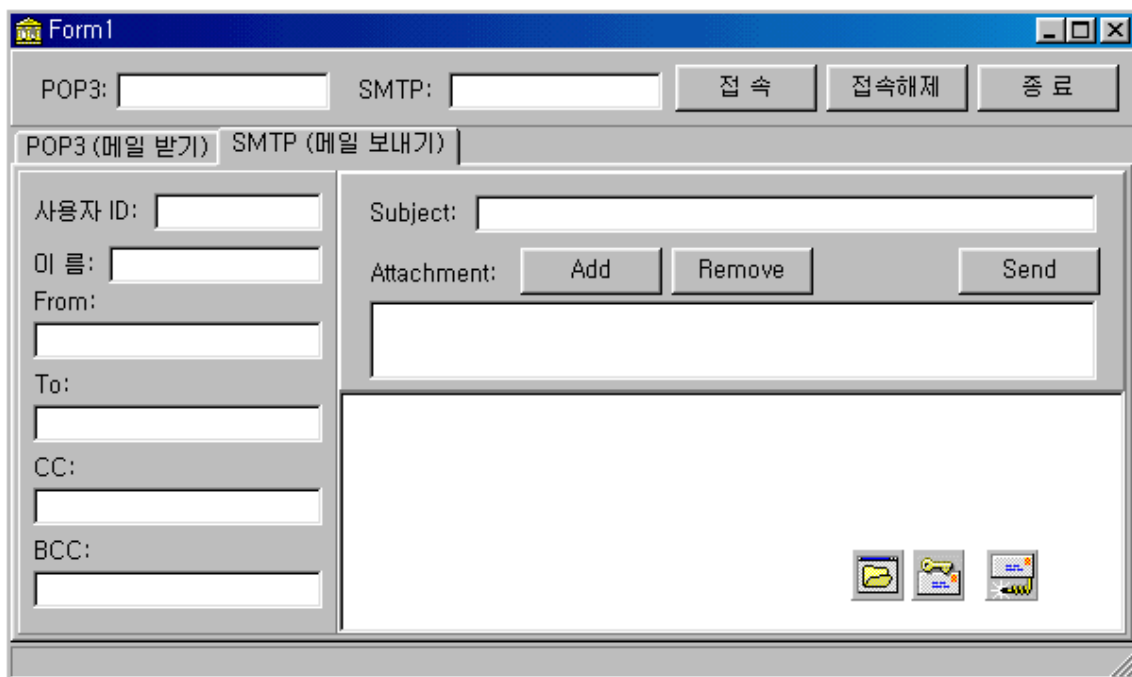 Form1
POP3: SMTP: 접 속 접속해제 종 료
POP3 (메일 받기) SMTP (메일 보내기)
사용자 ID:
이 름:
From:
To:
CC:
BCC:
Subject:
Attachment: Add Remove Send